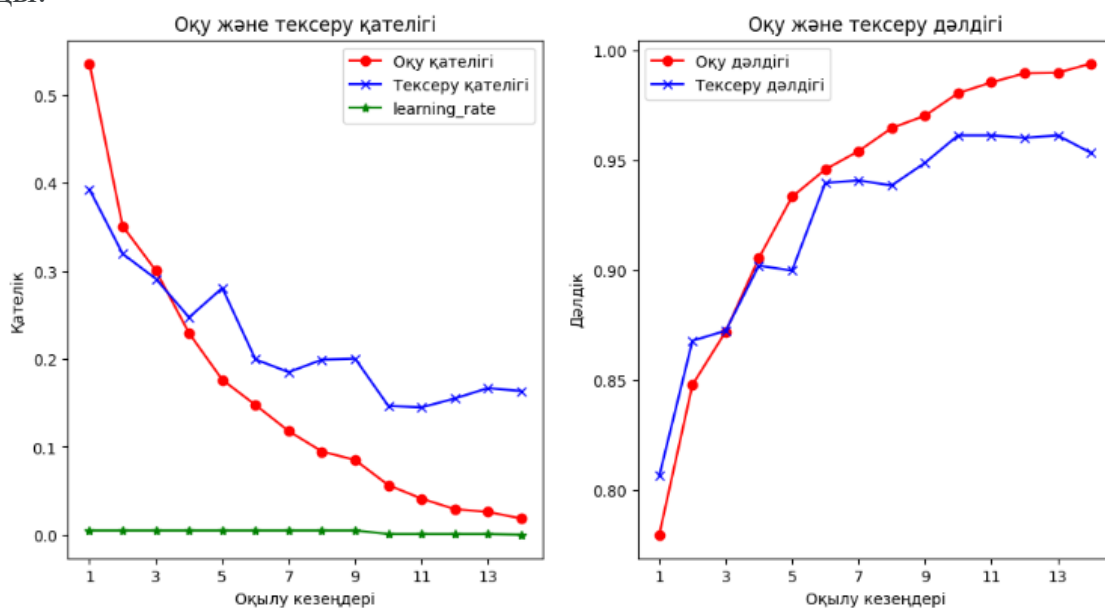 Оқу және тексеру қателігі
Оқу қателігі
Тексеру қателігі
learning_rate
0.5
0.4
0.3
0.2
0.1
0.0
Қателік
1 3 5 7 9 11 13
Оқылу кезеңдері
Оқу және тексеру дәлдігі
Оқу дәлдігі
Тексеру дәлдігі
1.00
0.95
0.90
0.85
0.80
Дәлдік
1 3 5 7 9 11 13
Оқылу кезеңдері